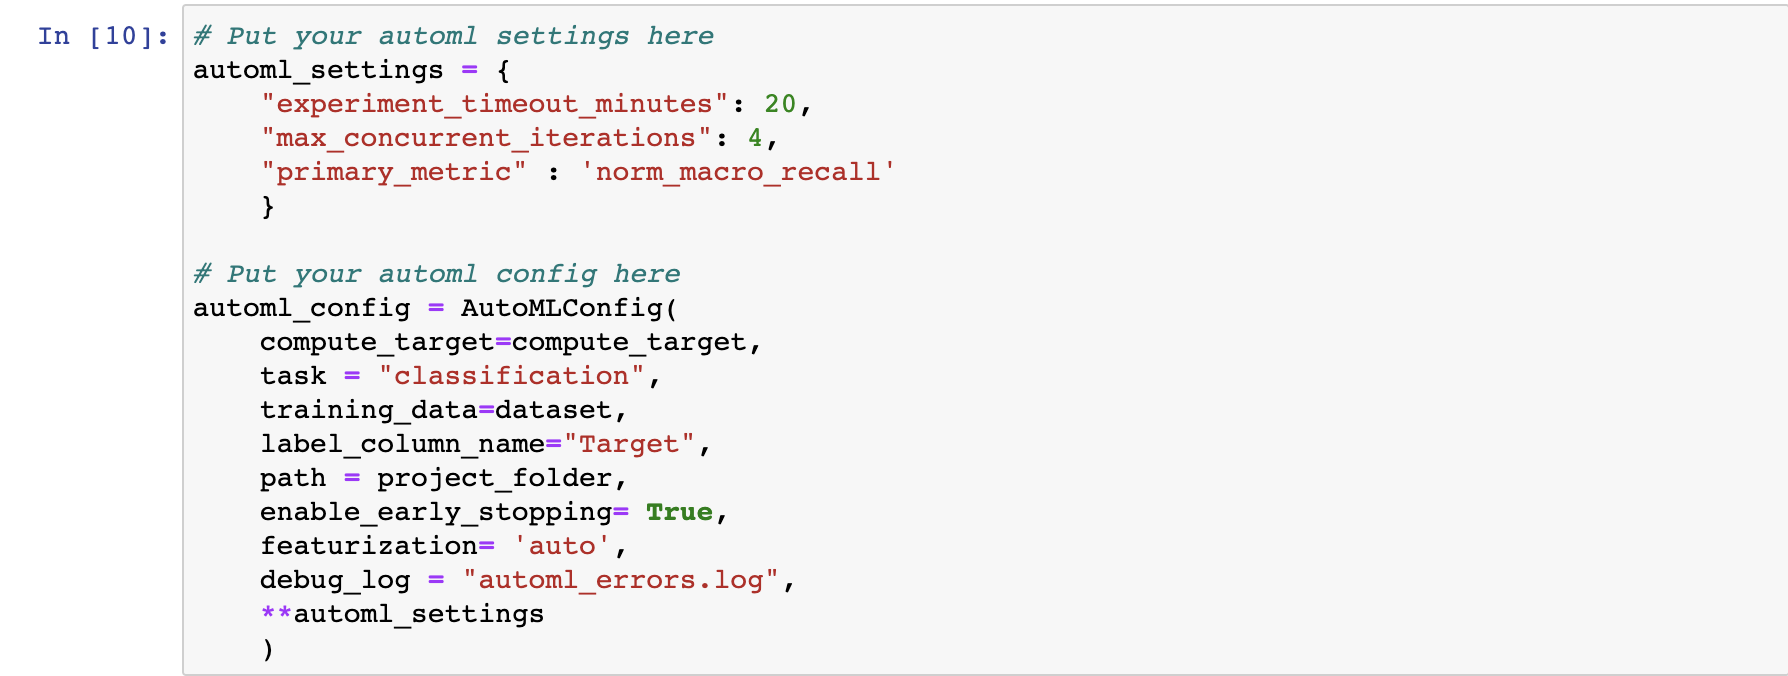 In [10]: # Put your automl settings here
automl_settings = {
    "experiment_timeout_minutes": 20,
    "max_concurrent_iterations": 4,
    "primary_metric" : 'norm_macro_recall'
    }

# Put your automl config here
automl_config = AutoMLConfig(
    compute_target=compute_target,
    task = "classification",
    training_data=dataset,
    label_column_name="Target",
    path = project_folder,
    enable_early_stopping= True,
    featurization= 'auto',
    debug_log = "automl_errors.log",
    **automl_settings
    )